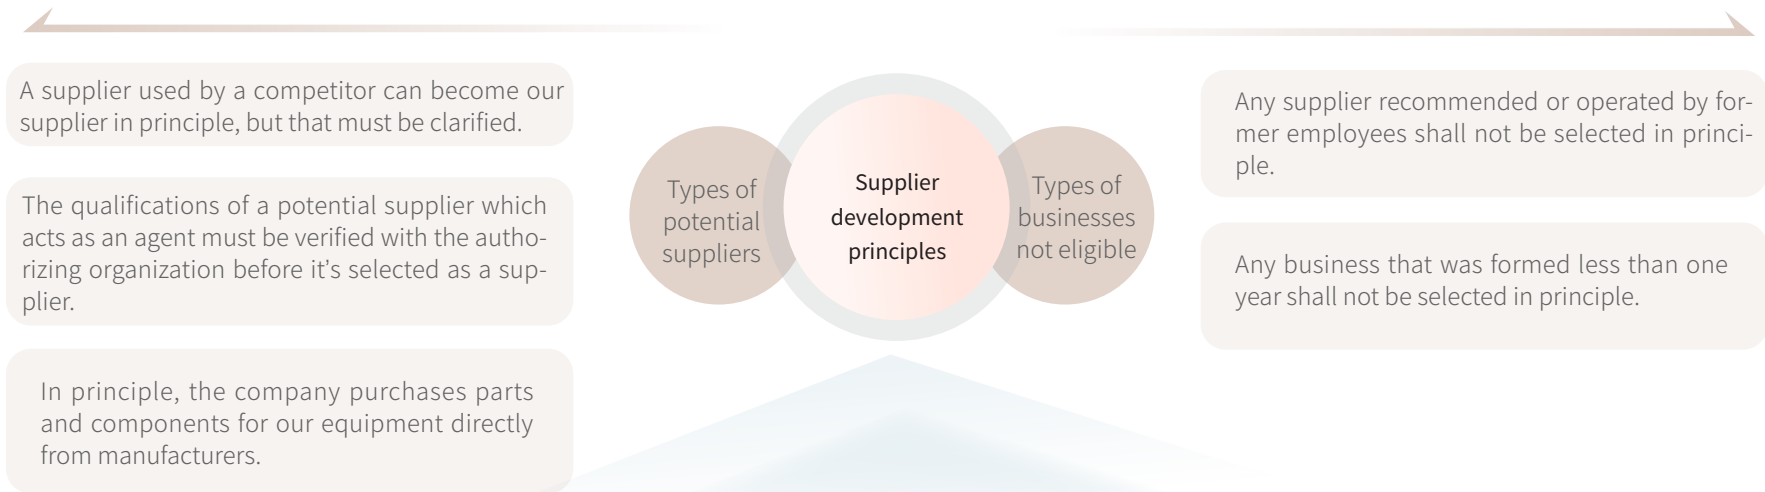 A supplier used by a competitor can become our
supplier in principle, but that must be clarified.
The qualifications of a potential supplier which
acts as an agent must be verified with the autho-
rizing organization before it's selected as a sup-
plier.
In principle, the company purchases parts
and components for our equipment directly
from manufacturers.
Types of
potential
suppliers
Supplier
development
principles
Types of
businesses
not eligible
Any supplier recommended or operated by for-
mer employees shall not be selected in princi-
ple.
Any business that was formed less than one
year shall not be selected in principle.